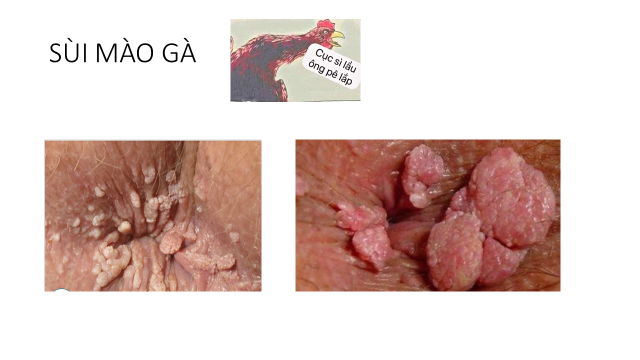 SÙI MÀO GÀ
Cục sì lầu
ông pê lắp